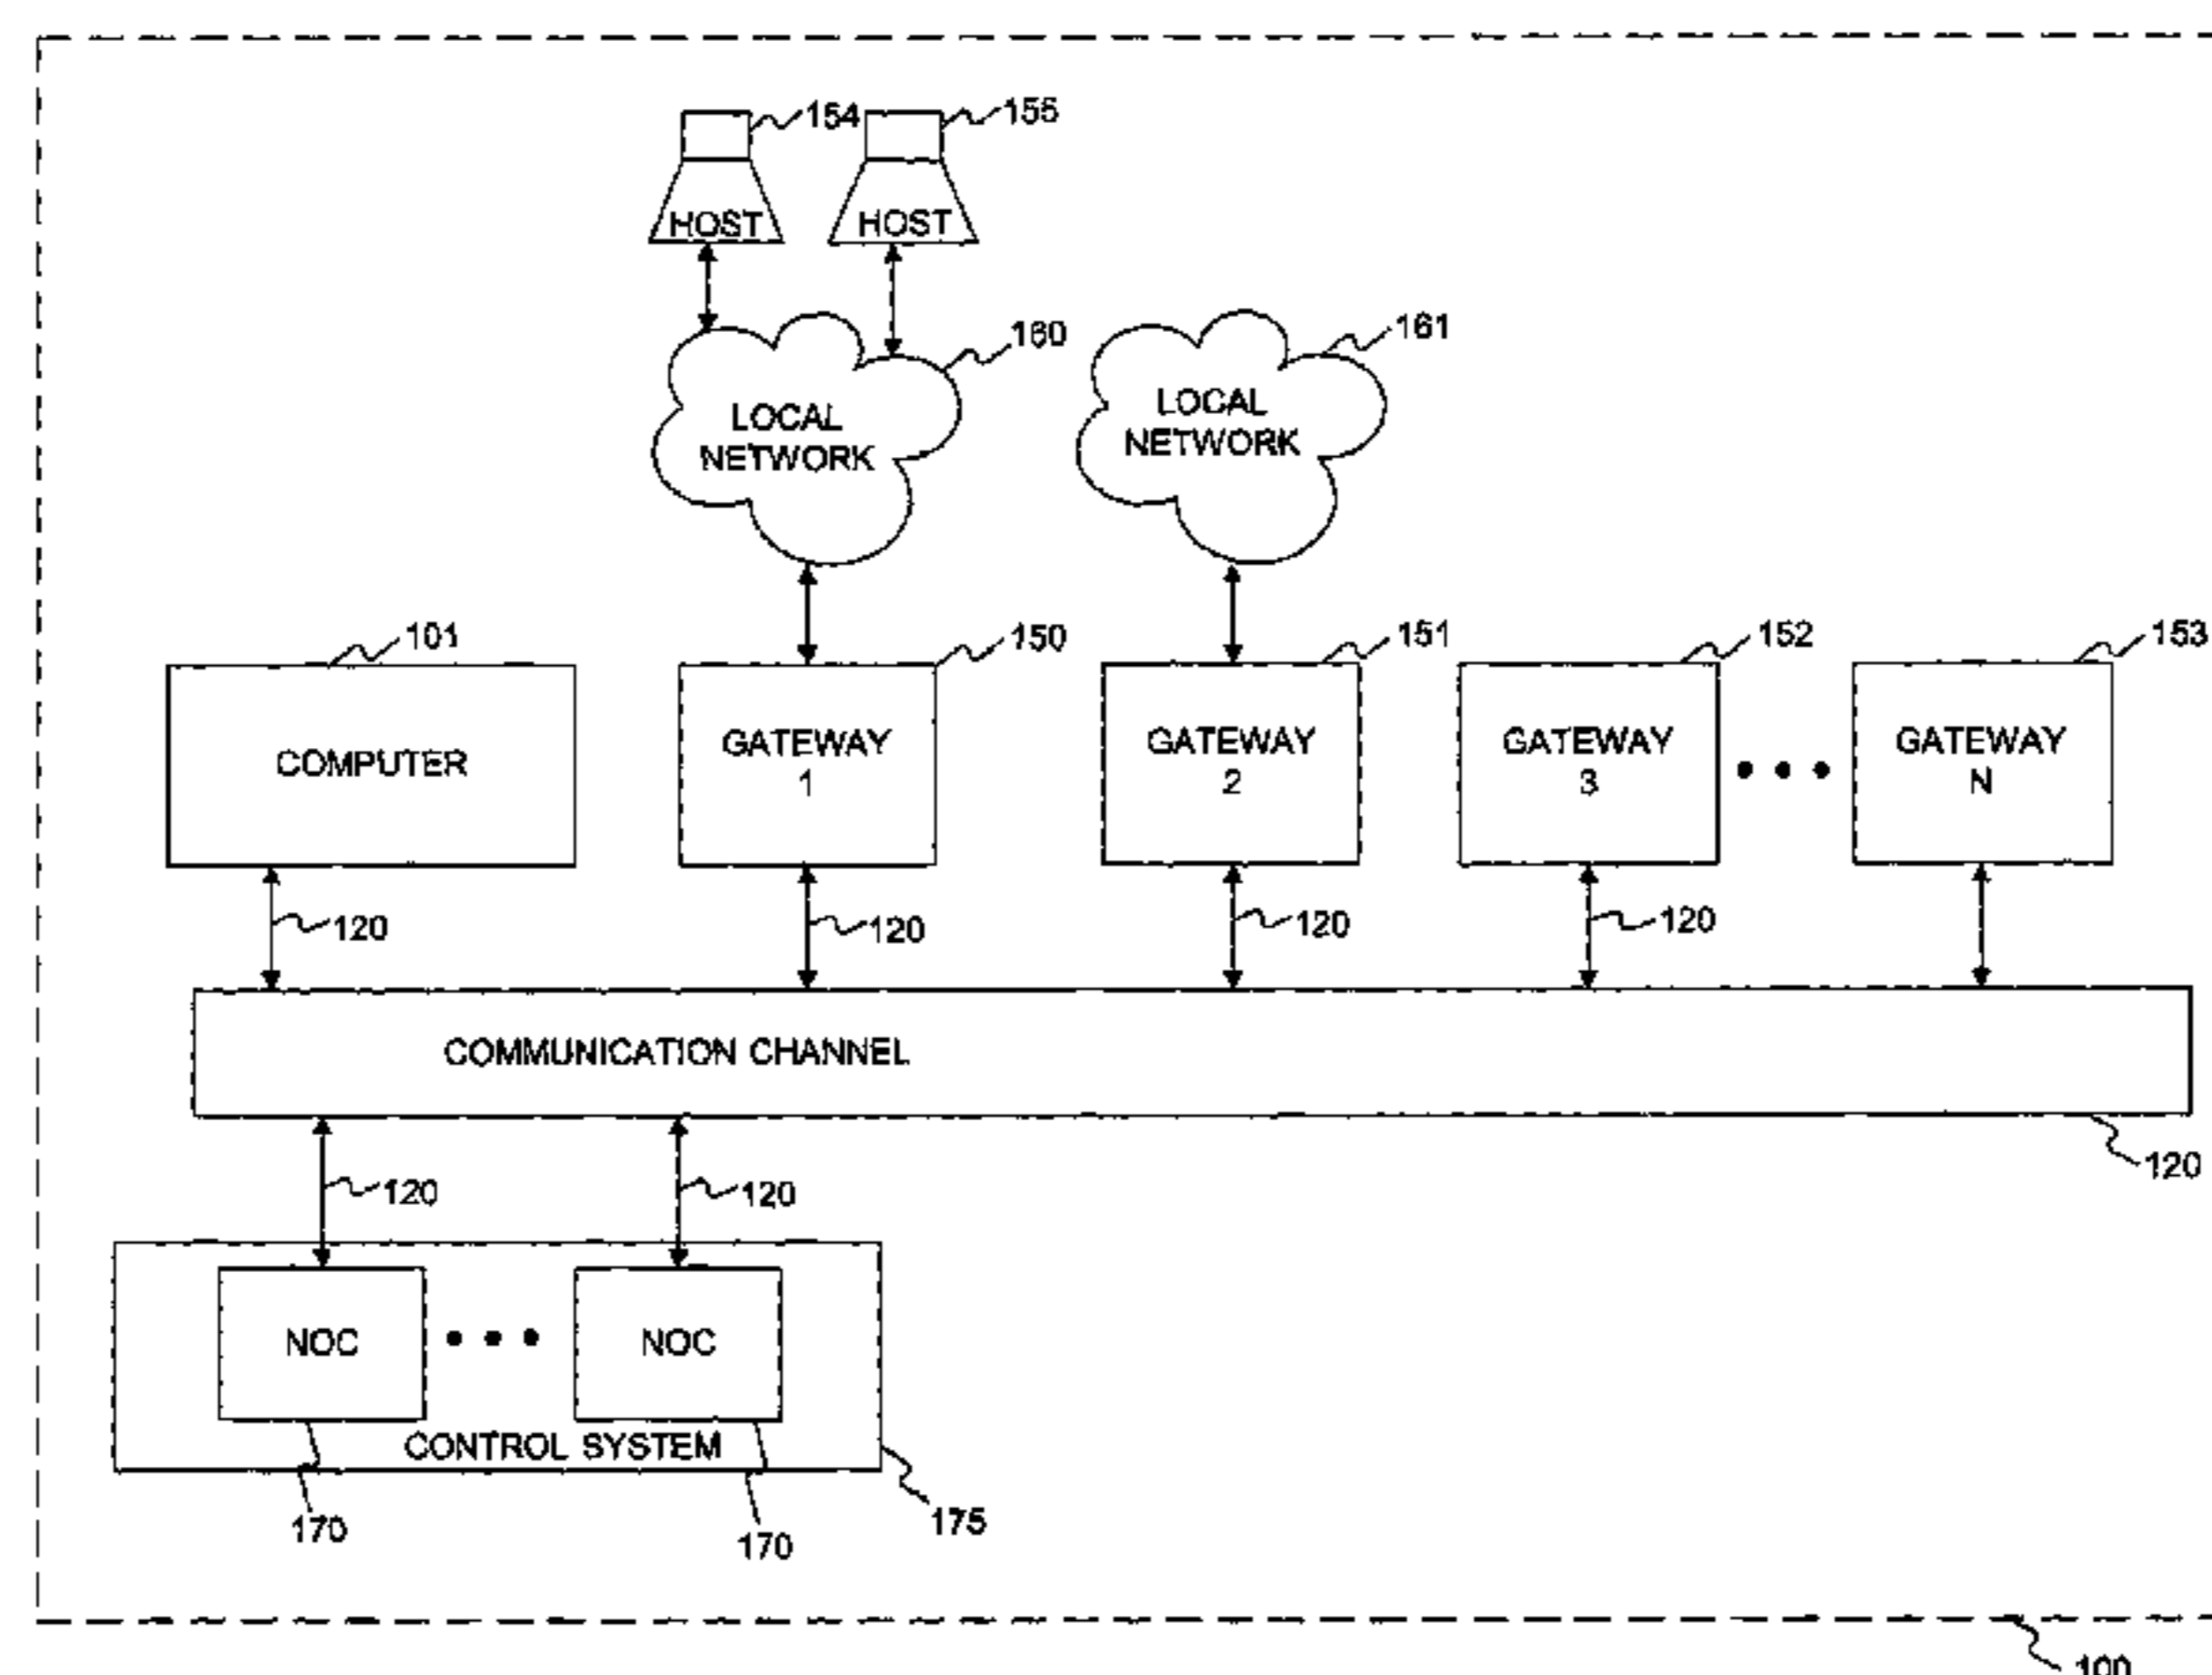 154
155
HOST
HOST
160
161
LOCAL
NETWORK
LOCAL
NETWORK
101
150
151
152
153
COMPUTER
GATEWAY
1
GATEWAY
2
GATEWAY
3
GATEWAY
N
120
120
120
120
COMMUNICATION CHANNEL
120
120
120
NOC
NOC
CONTROL SYSTEM
170
170
175
100